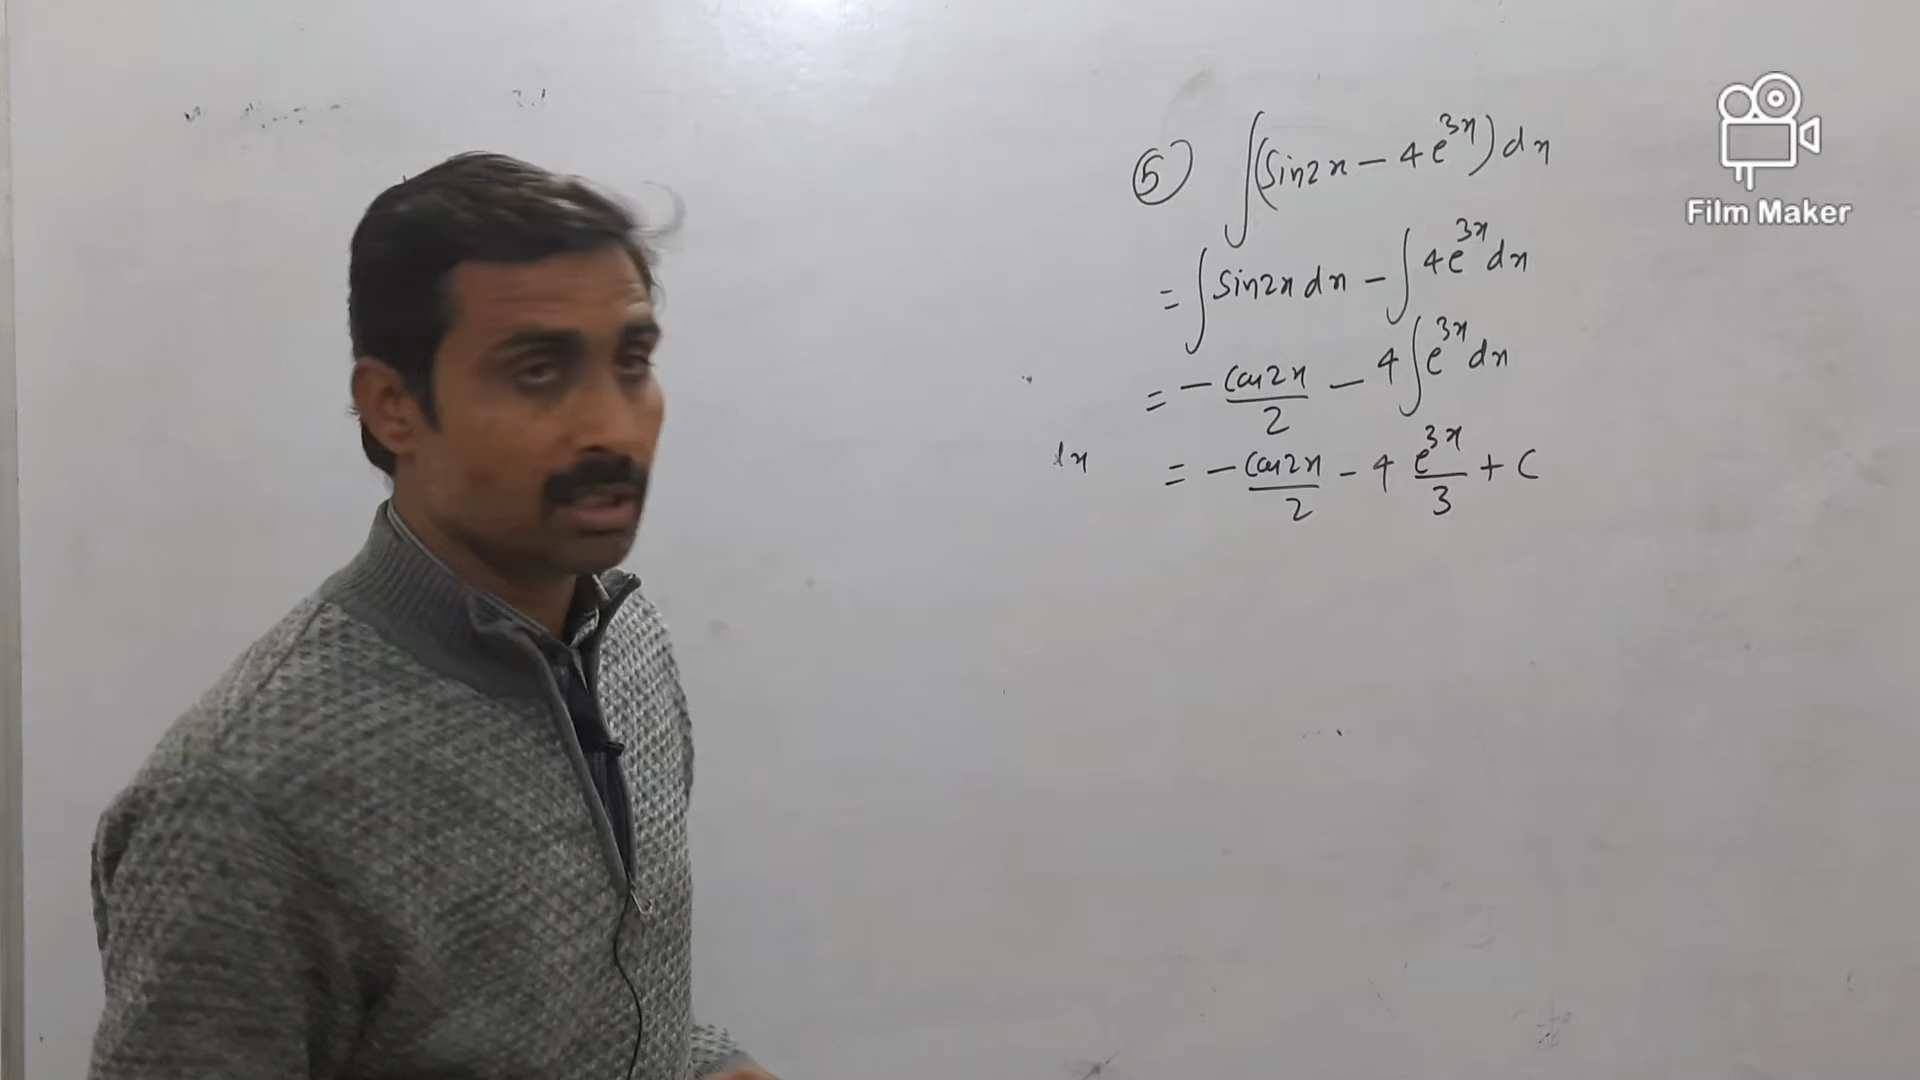 ⑤ ∫(Sin2x − 4e^{3x}) dx
= ∫Sin2x dx − ∫4e^{3x} dx
= −Cos2x/2 − 4∫e^{3x} dx
= −Cos2x/2 − 4 e^{3x}/3 + C
dx
Film Maker